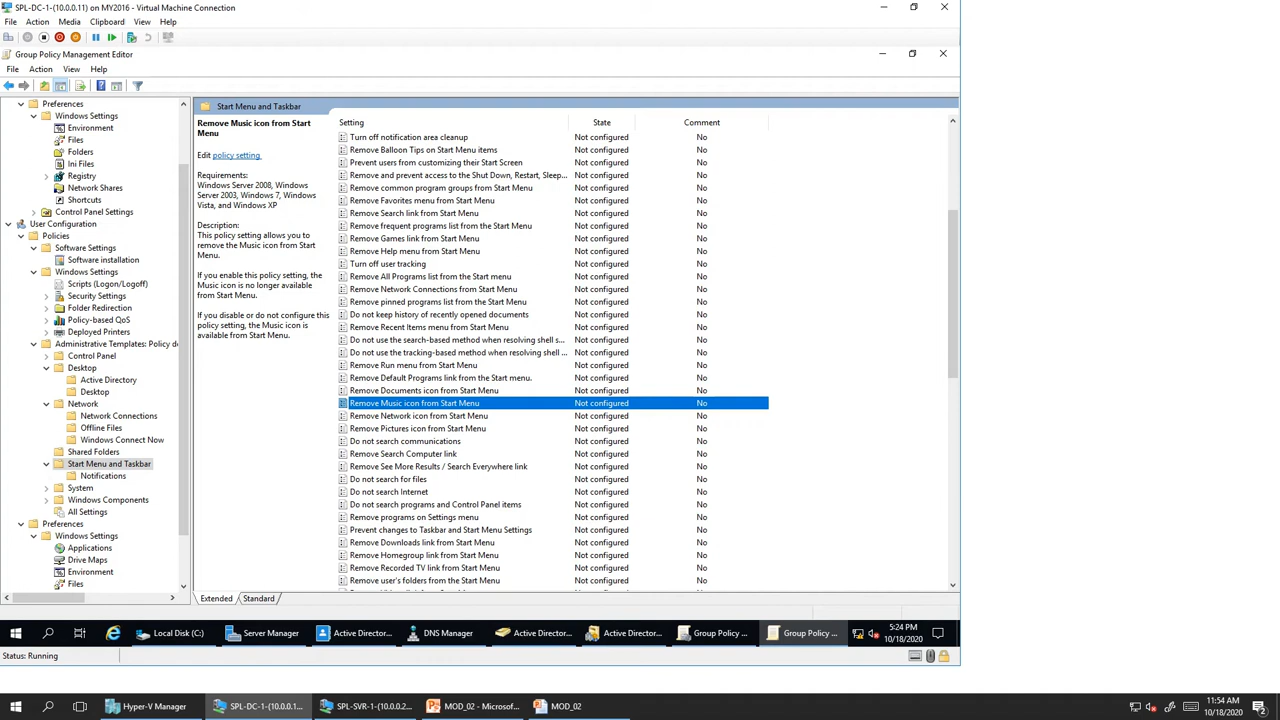 SPL-DC-1-(10.0.0.11) on MY2016 - Virtual Machine Connection
File Action Media Clipboard View Help
Group Policy Management Editor
File Action View Help
Preferences
Windows Settings
Environment
Files
Folders
Ini Files
Registry
Network Shares
Shortcuts
Control Panel Settings
User Configuration
Policies
Software Settings
Software installation
Windows Settings
Scripts (Logon/Logoff)
Security Settings
Folder Redirection
Policy-based QoS
Deployed Printers
Administrative Templates: Policy de
Control Panel
Desktop
Active Directory
Desktop
Network
Network Connections
Offline Files
Windows Connect Now
Shared Folders
Start Menu and Taskbar
Notifications
System
Windows Components
All Settings
Preferences
Windows Settings
Applications
Drive Maps
Environment
Files
Start Menu and Taskbar
Remove Music icon from Start
Menu
Edit policy setting
Requirements:
Windows Server 2008, Windows
Server 2003, Windows 7, Windows
Vista, and Windows XP
Description:
This policy setting allows you to
remove the Music icon from Start
Menu.
If you enable this policy setting, the
Music icon is no longer available
from Start Menu.
If you disable or do not configure this
policy setting, the Music icon is
available from Start Menu.
Setting State Comment
Turn off notification area cleanup Not configured No
Remove Balloon Tips on Start Menu items Not configured No
Prevent users from customizing their Start Screen Not configured No
Remove and prevent access to the Shut Down, Restart, Sleep... Not configured No
Remove common program groups from Start Menu Not configured No
Remove Favorites menu from Start Menu Not configured No
Remove Search link from Start Menu Not configured No
Remove frequent programs list from the Start Menu Not configured No
Remove Games link from Start Menu Not configured No
Remove Help menu from Start Menu Not configured No
Turn off user tracking Not configured No
Remove All Programs list from the Start menu Not configured No
Remove Network Connections from Start Menu Not configured No
Remove pinned programs list from the Start Menu Not configured No
Do not keep history of recently opened documents Not configured No
Remove Recent Items menu from Start Menu Not configured No
Do not use the search-based method when resolving shell s... Not configured No
Do not use the tracking-based method when resolving shell ... Not configured No
Remove Run menu from Start Menu Not configured No
Remove Default Programs link from the Start menu. Not configured No
Remove Documents icon from Start Menu Not configured No
Remove Music icon from Start Menu Not configured No
Remove Network icon from Start Menu Not configured No
Remove Pictures icon from Start Menu Not configured No
Do not search communications Not configured No
Remove Search Computer link Not configured No
Remove See More Results / Search Everywhere link Not configured No
Do not search for files Not configured No
Do not search Internet Not configured No
Do not search programs and Control Panel items Not configured No
Remove programs on Settings menu Not configured No
Prevent changes to Taskbar and Start Menu Settings Not configured No
Remove Downloads link from Start Menu Not configured No
Remove Homegroup link from Start Menu Not configured No
Remove Recorded TV link from Start Menu Not configured No
Remove user's folders from the Start Menu Not configured No
Extended Standard
Local Disk (C:) Server Manager Active Director... DNS Manager Active Director... Active Director... Group Policy ... Group Policy ... 5:24 PM
10/18/2020
Status: Running
Hyper-V Manager SPL-DC-1-(10.0.0.1... SPL-SVR-1-(10.0.0.2... MOD_02 - Microsof... MOD_02 11:54 AM
10/18/2020 2